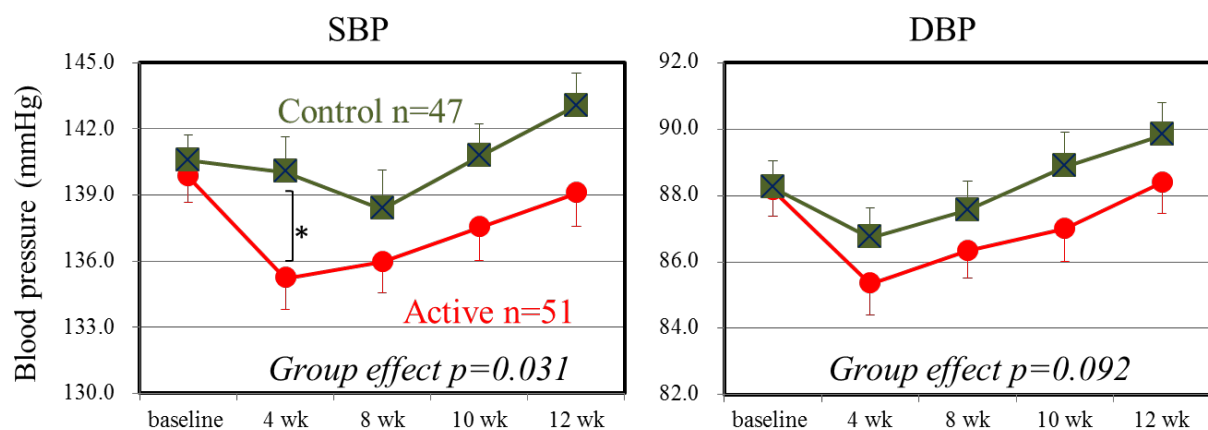 SBP
Blood pressure (mmHg)
145.0
142.0
139.0
136.0
133.0
130.0
Control n=47
*
Active n=51
Group effect p=0.031
baseline 4 wk 8 wk 10 wk 12 wk
DBP
92.0
90.0
88.0
86.0
84.0
82.0
Group effect p=0.092
baseline 4 wk 8 wk 10 wk 12 wk